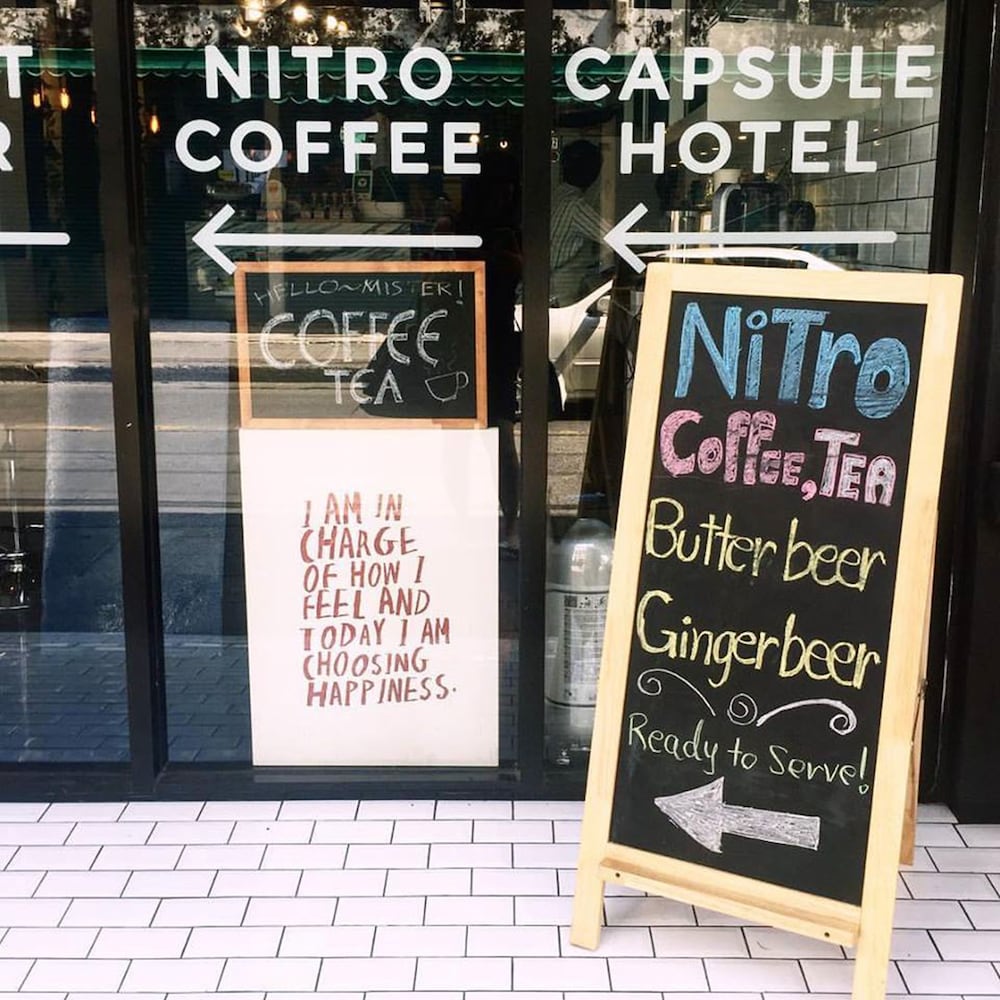 NITRO
COFFEE
CAPSULE
HOTEL
HELLO~MISTER!
COFFEE
TEA
I AM IN
CHARGE
OF HOW I
FEEL AND
TODAY I AM
CHOOSING
HAPPINESS.
NiTro
Coffee, Tea
Butter beer
Gingerbeer
Ready to Serve!